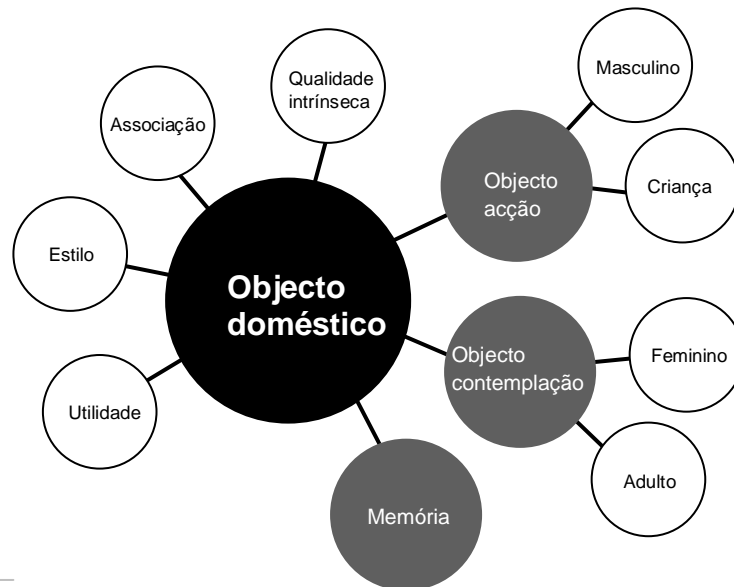 Qualidade
intrínseca
Masculino
Associação
Objecto
acção
Criança
Estilo
Objecto
doméstico
Objecto
contemplação
Feminino
Utilidade
Adulto
Memória